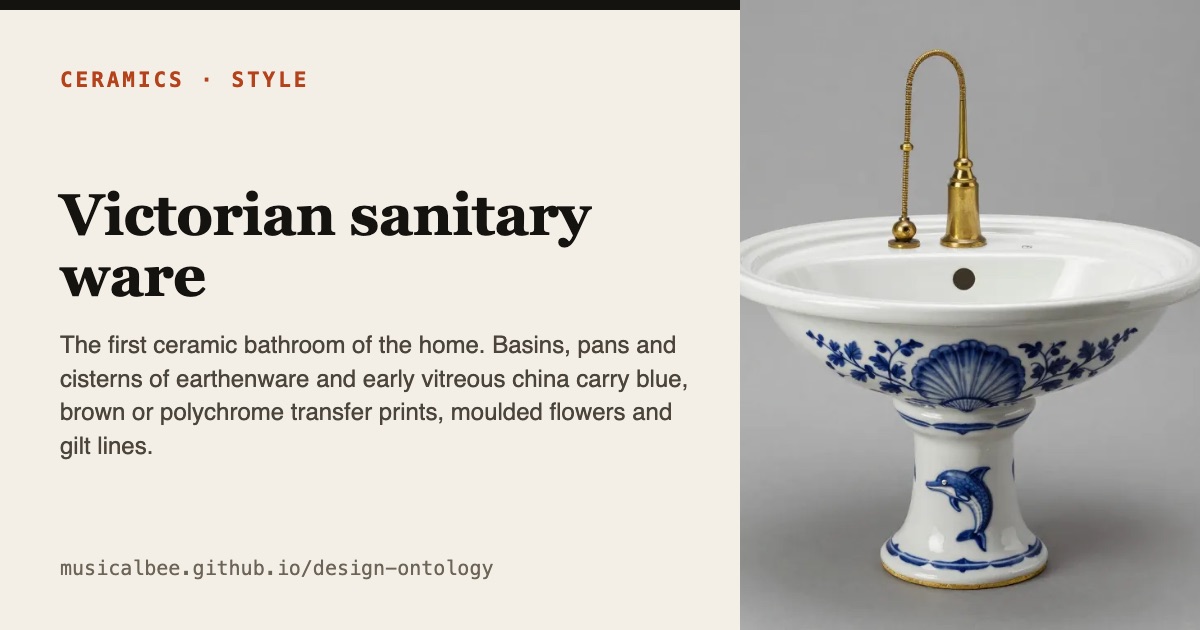 CERAMICS · STYLE
Victorian sanitary
ware
The first ceramic bathroom of the home. Basins, pans and
cisterns of earthenware and early vitreous china carry blue,
brown or polychrome transfer prints, moulded flowers and
gilt lines.
musicalbee.github.io/design-ontology